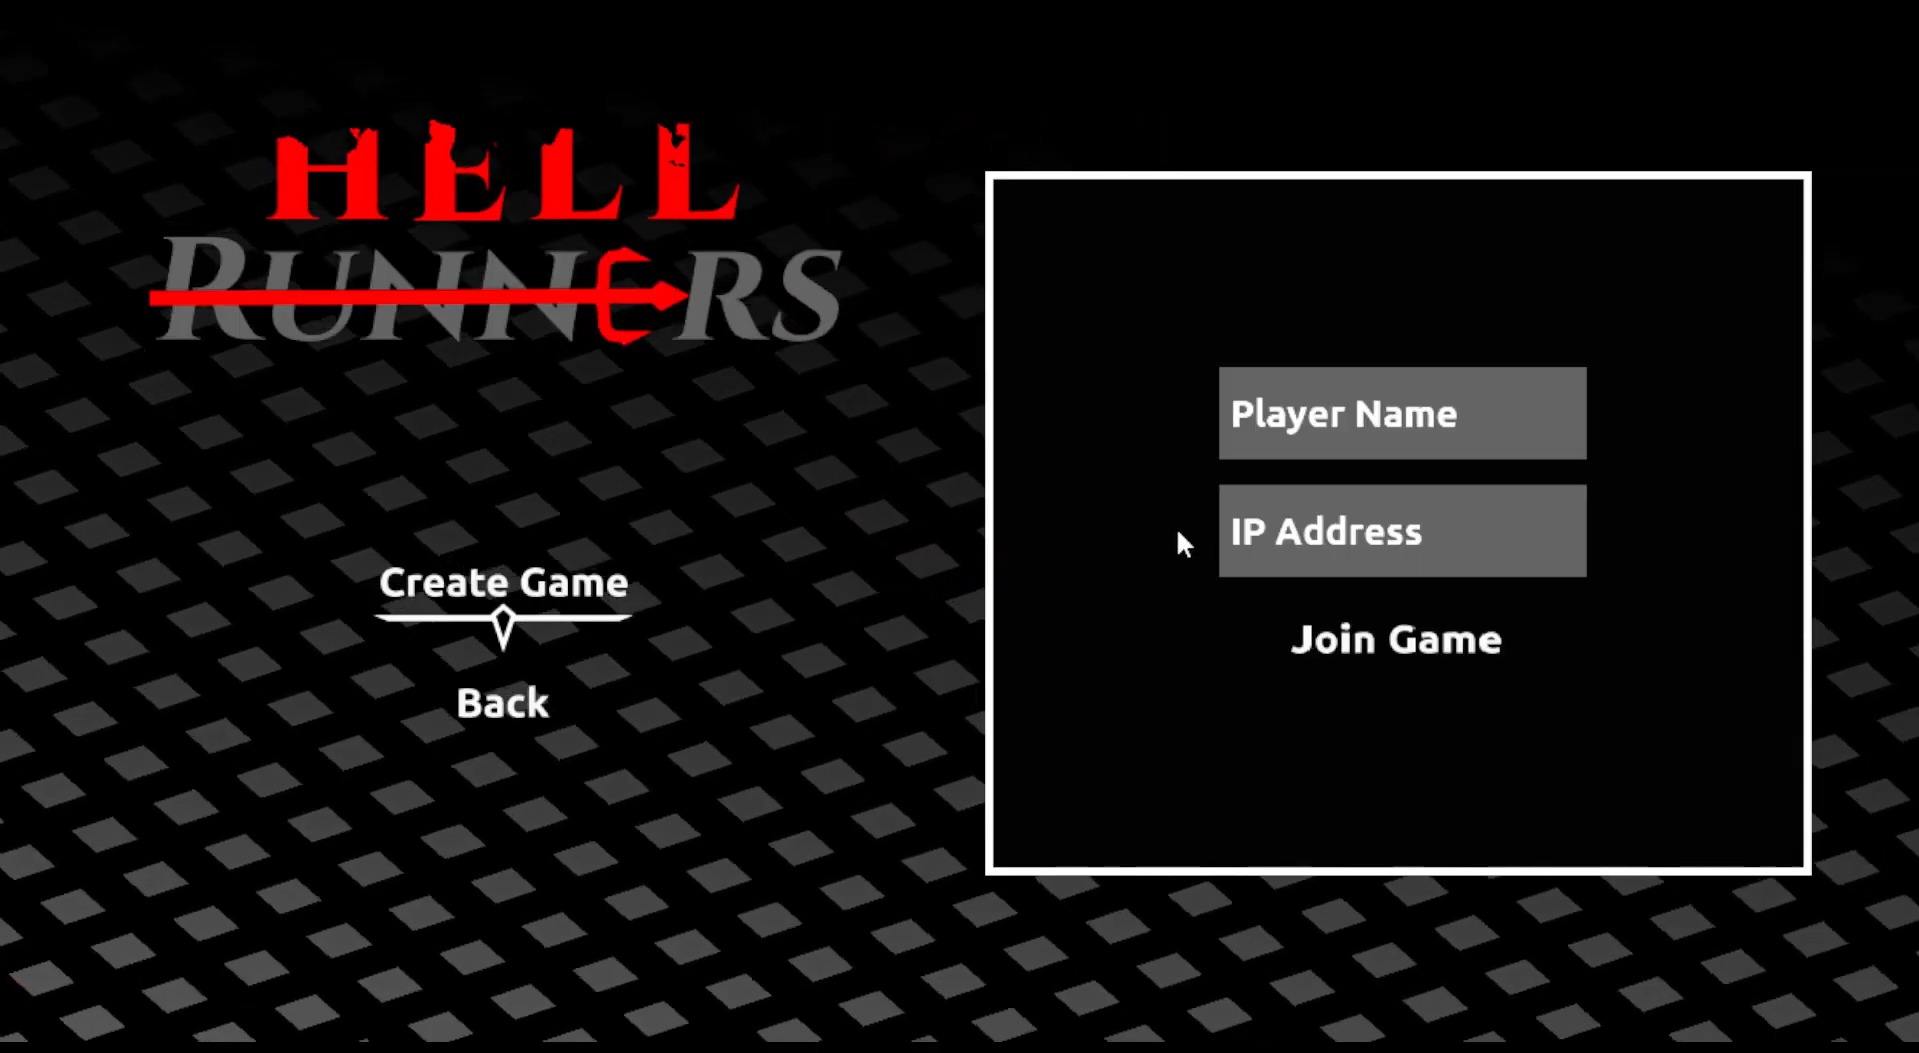 HELL
RUNNERS
Create Game
Back
Player Name
IP Address
Join Game